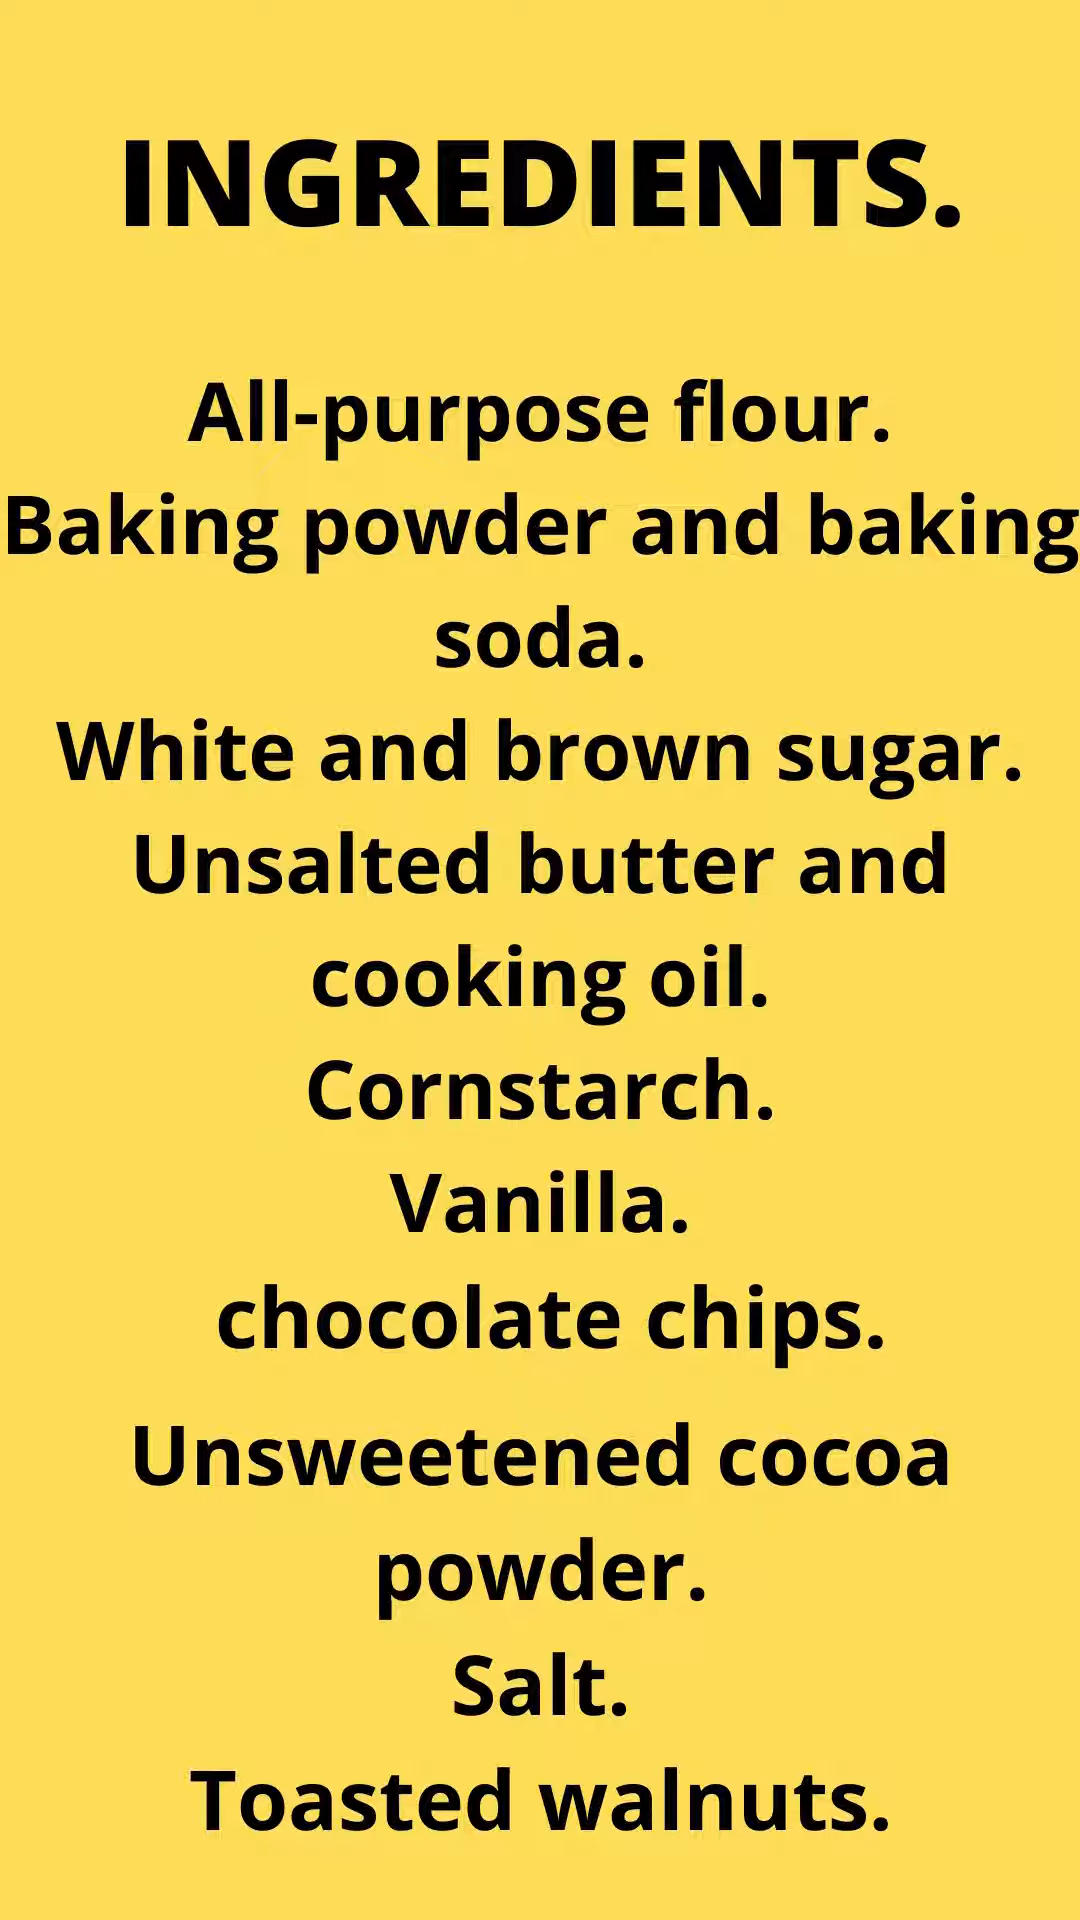 INGREDIENTS.
All-purpose flour.
Baking powder and baking
soda.
White and brown sugar.
Unsalted butter and
cooking oil.
Cornstarch.
Vanilla.
chocolate chips.
Unsweetened cocoa
powder.
Salt.
Toasted walnuts.